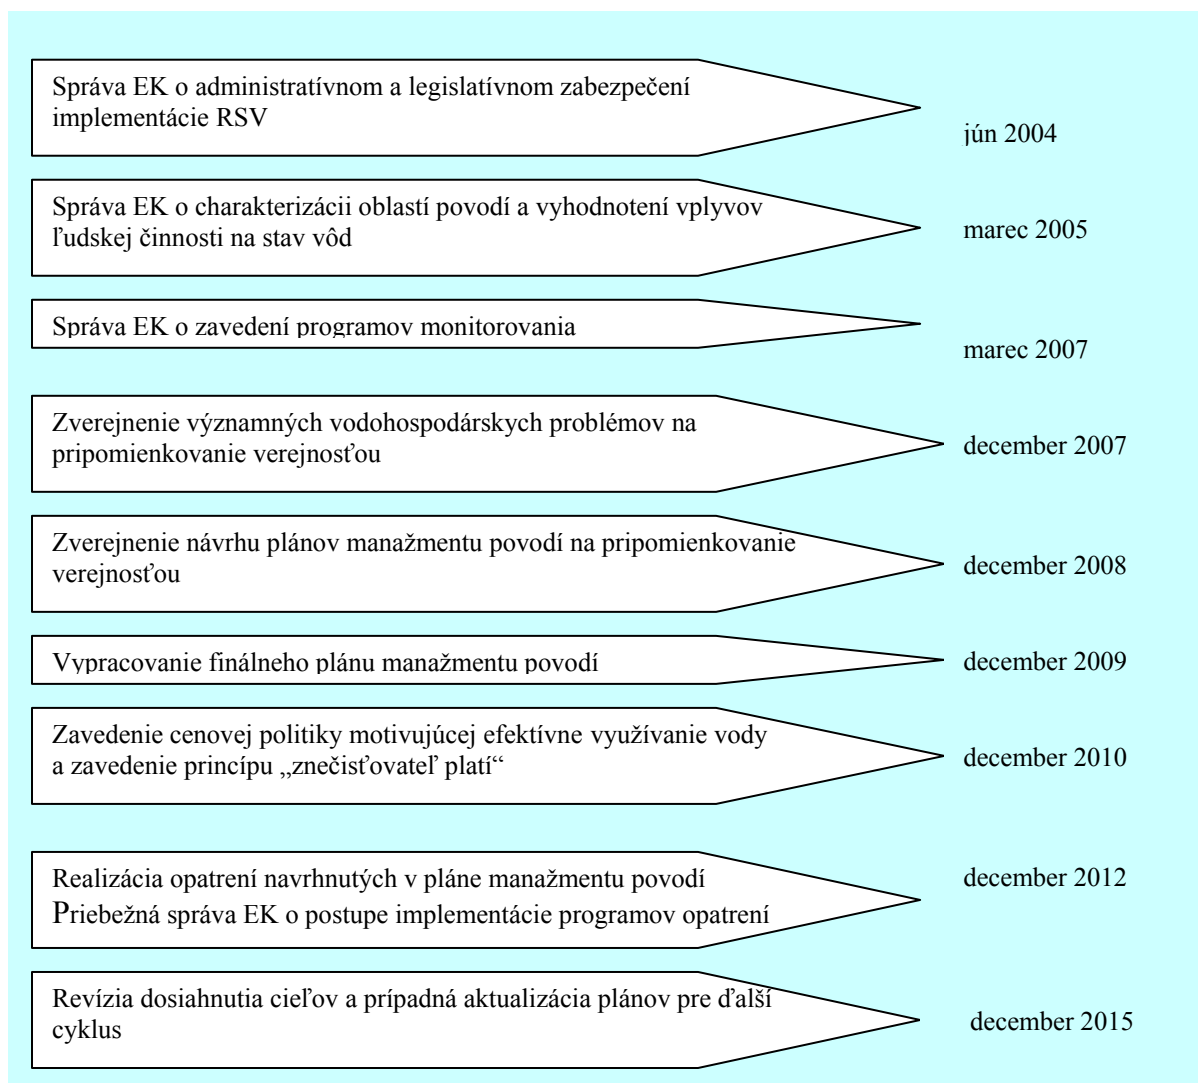 Správa EK o administratívnom a legislatívnom zabezpečení
implementácie RSV
jún 2004
Správa EK o charakterizácii oblastí povodí a vyhodnotení vplyvov
ľudskej činnosti na stav vôd
marec 2005
Správa EK o zavedení programov monitorovania
marec 2007
Zverejnenie významných vodohospodárskych problémov na
pripomienkovanie verejnosťou
december 2007
Zverejnenie návrhu plánov manažmentu povodí na pripomienkovanie
verejnosťou
december 2008
Vypracovanie finálneho plánu manažmentu povodí
december 2009
Zavedenie cenovej politiky motivujúcej efektívne využívanie vody
a zavedenie princípu „znečisťovateľ platí“
december 2010
Realizácia opatrení navrhnutých v pláne manažmentu povodí
Priebežná správa EK o postupe implementácie programov opatrení
december 2012
Revízia dosiahnutia cieľov a prípadná aktualizácia plánov pre ďalší
cyklus
december 2015